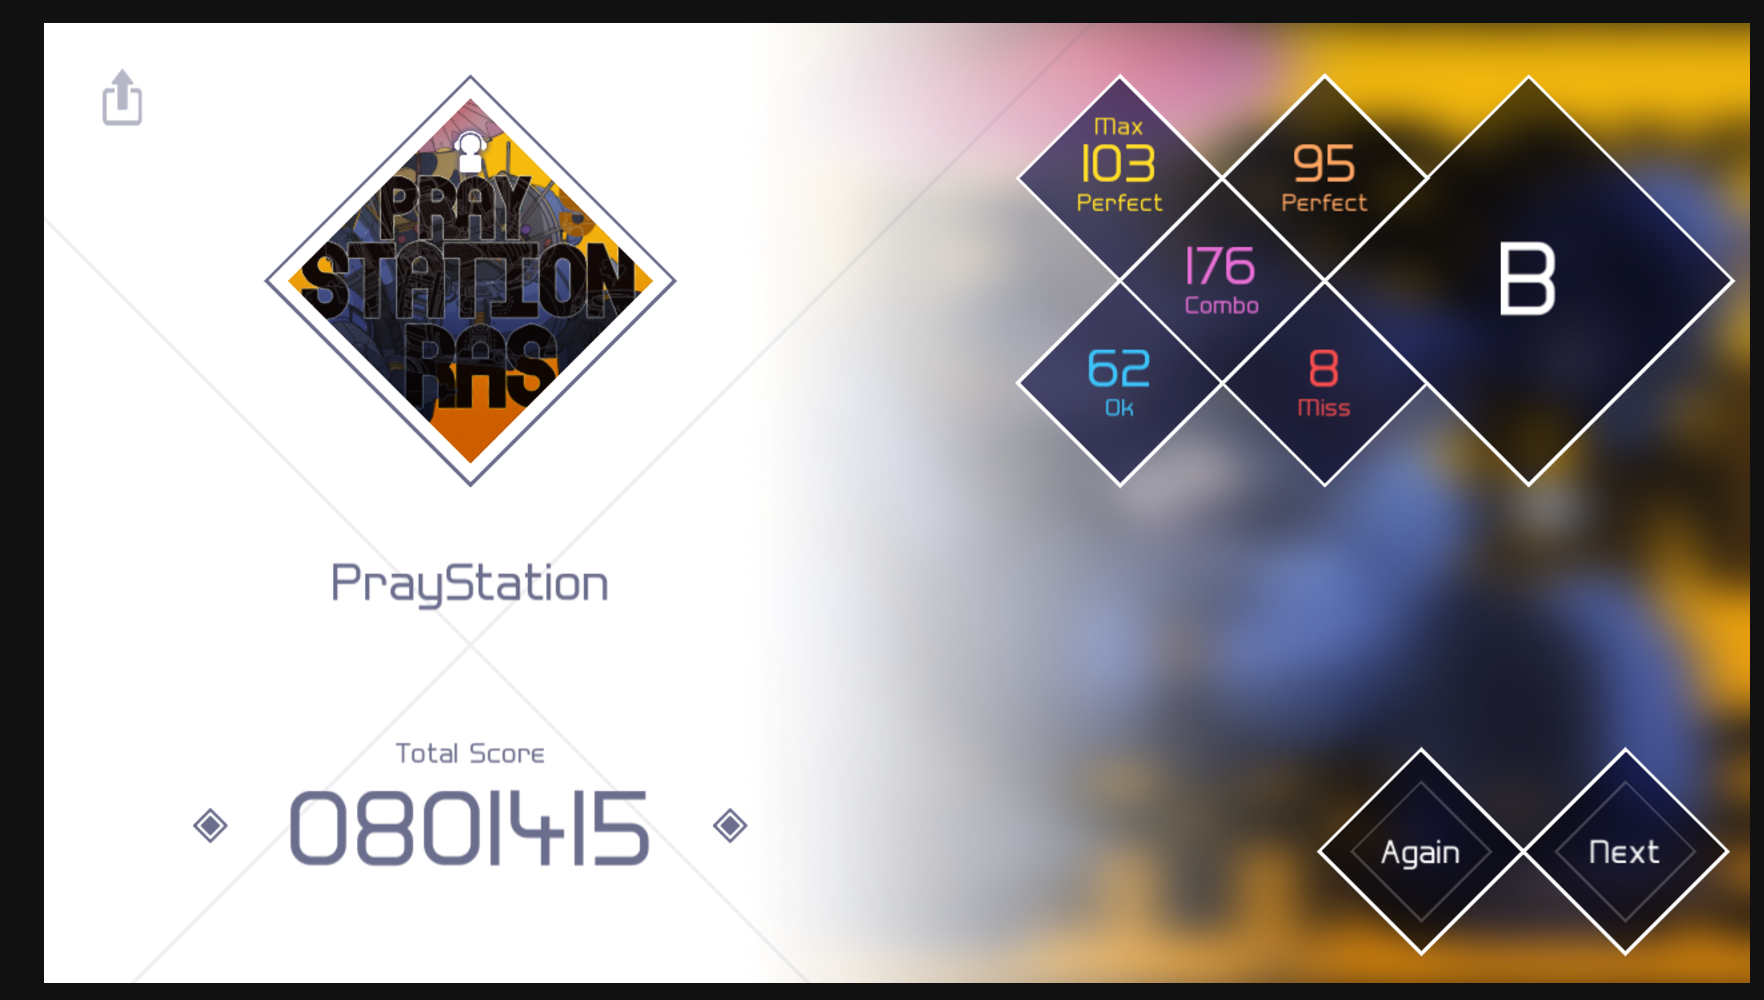 PRAY
STATION
RAS
PrayStation
Total Score
0801415
Max
103
Perfect
95
Perfect
176
Combo
62
Ok
8
Miss
B
Again
Next